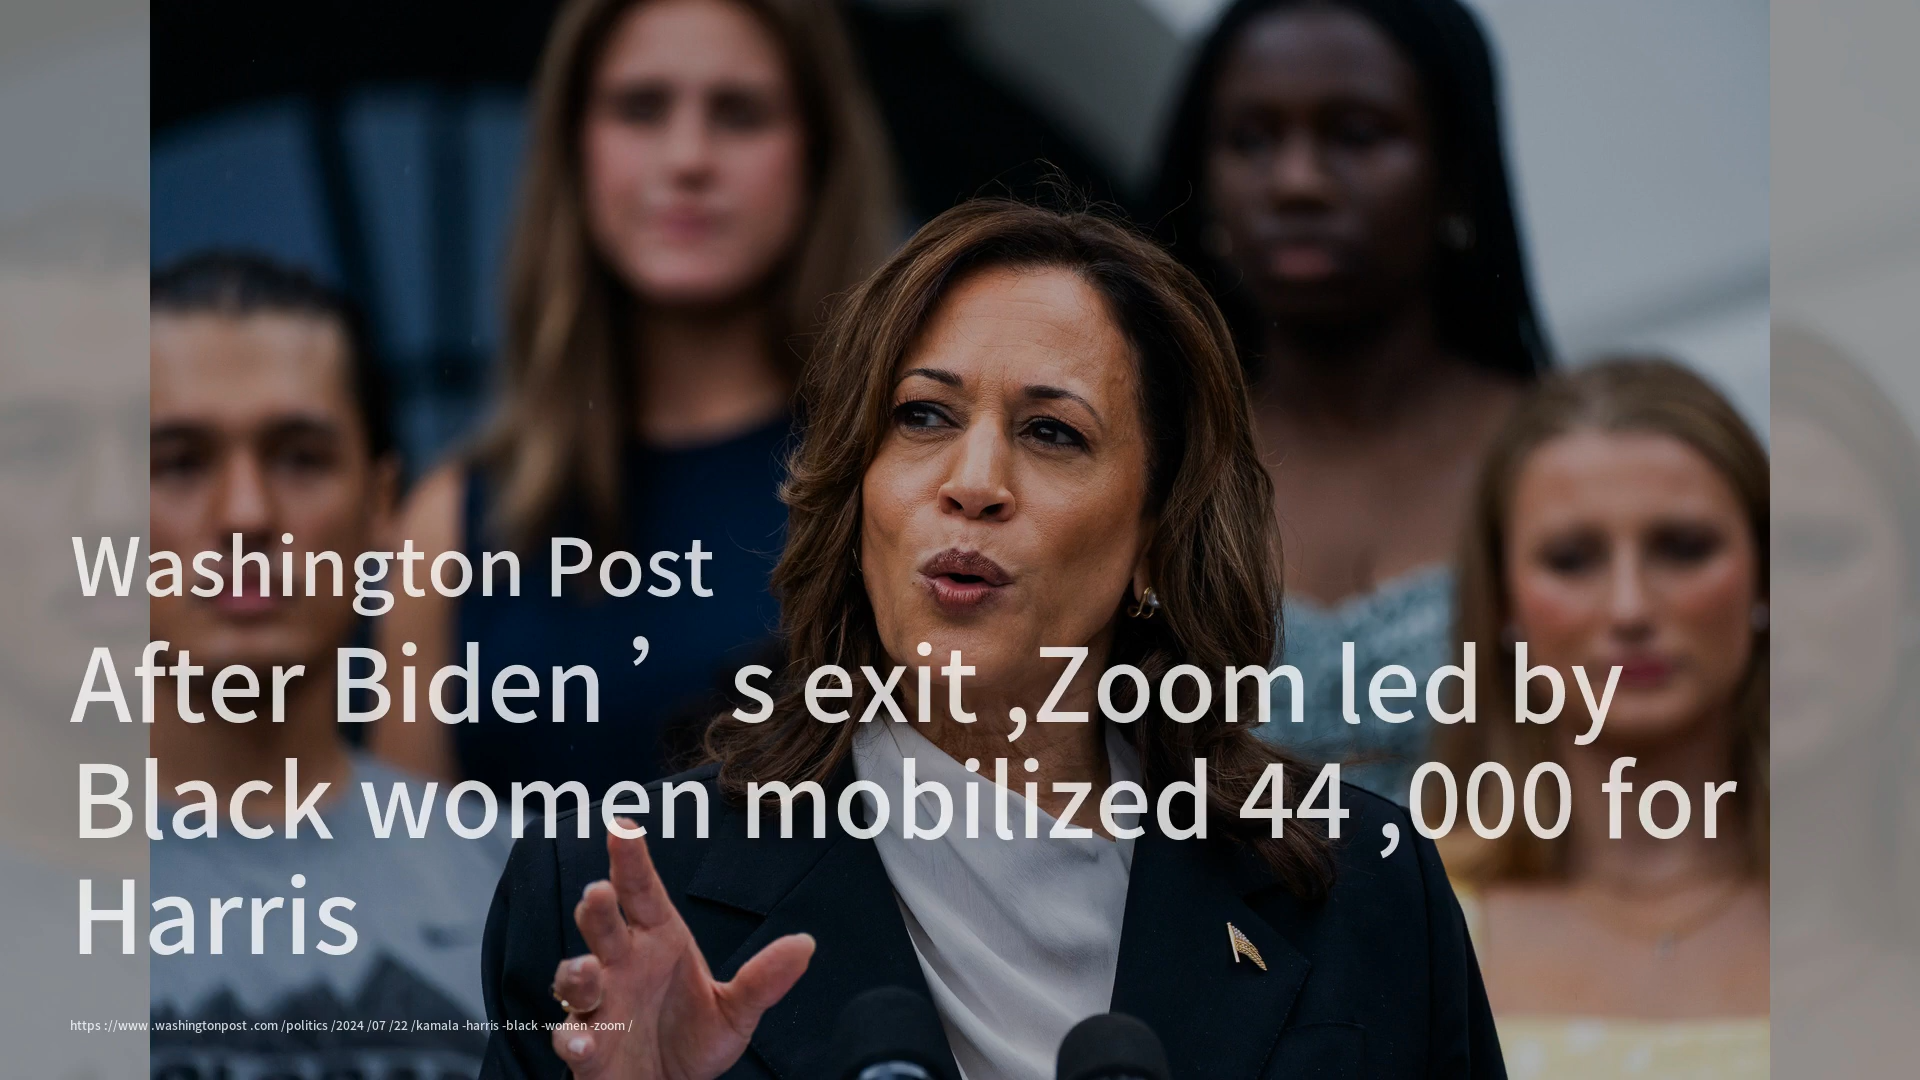 Washington Post
After Biden’s exit ,Zoom led by
Black women mobilized 44 ,000 for
Harris
https ://www .washingtonpost .com /politics /2024 /07 /22 /kamala -harris -black -women -zoom /